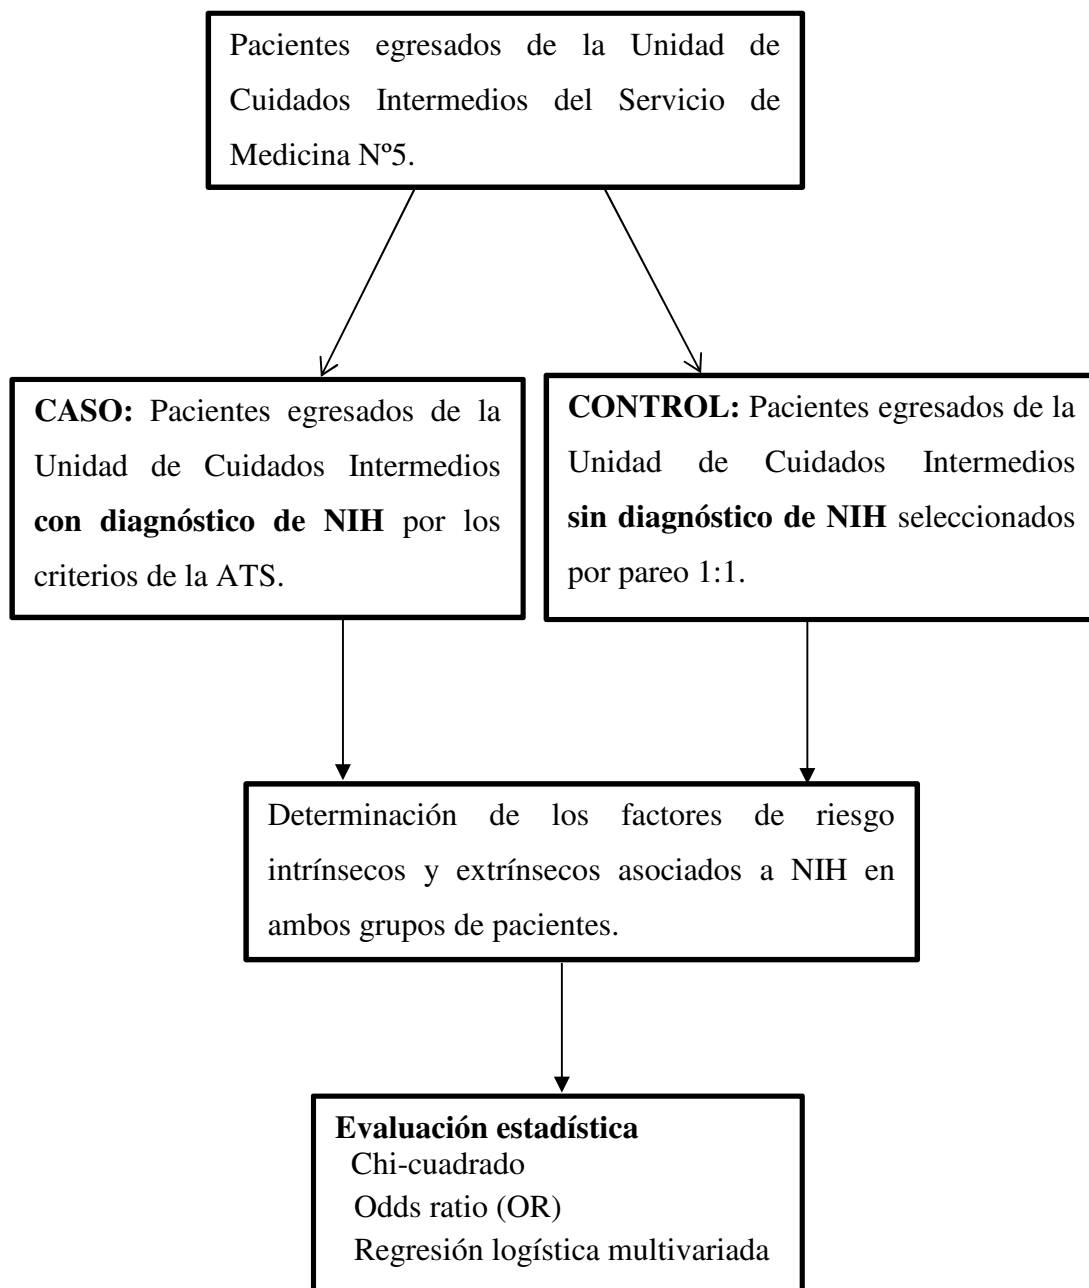 Pacientes egresados de la Unidad de
Cuidados Intermedios del Servicio de
Medicina Nº5.
CASO: Pacientes egresados de la
Unidad de Cuidados Intermedios
con diagnóstico de NIH por los
criterios de la ATS.
CONTROL: Pacientes egresados de la
Unidad de Cuidados Intermedios
sin diagnóstico de NIH seleccionados
por pareo 1:1.
Determinación de los factores de riesgo
intrínsecos y extrínsecos asociados a NIH en
ambos grupos de pacientes.
Evaluación estadística
Chi-cuadrado
Odds ratio (OR)
Regresión logística multivariada